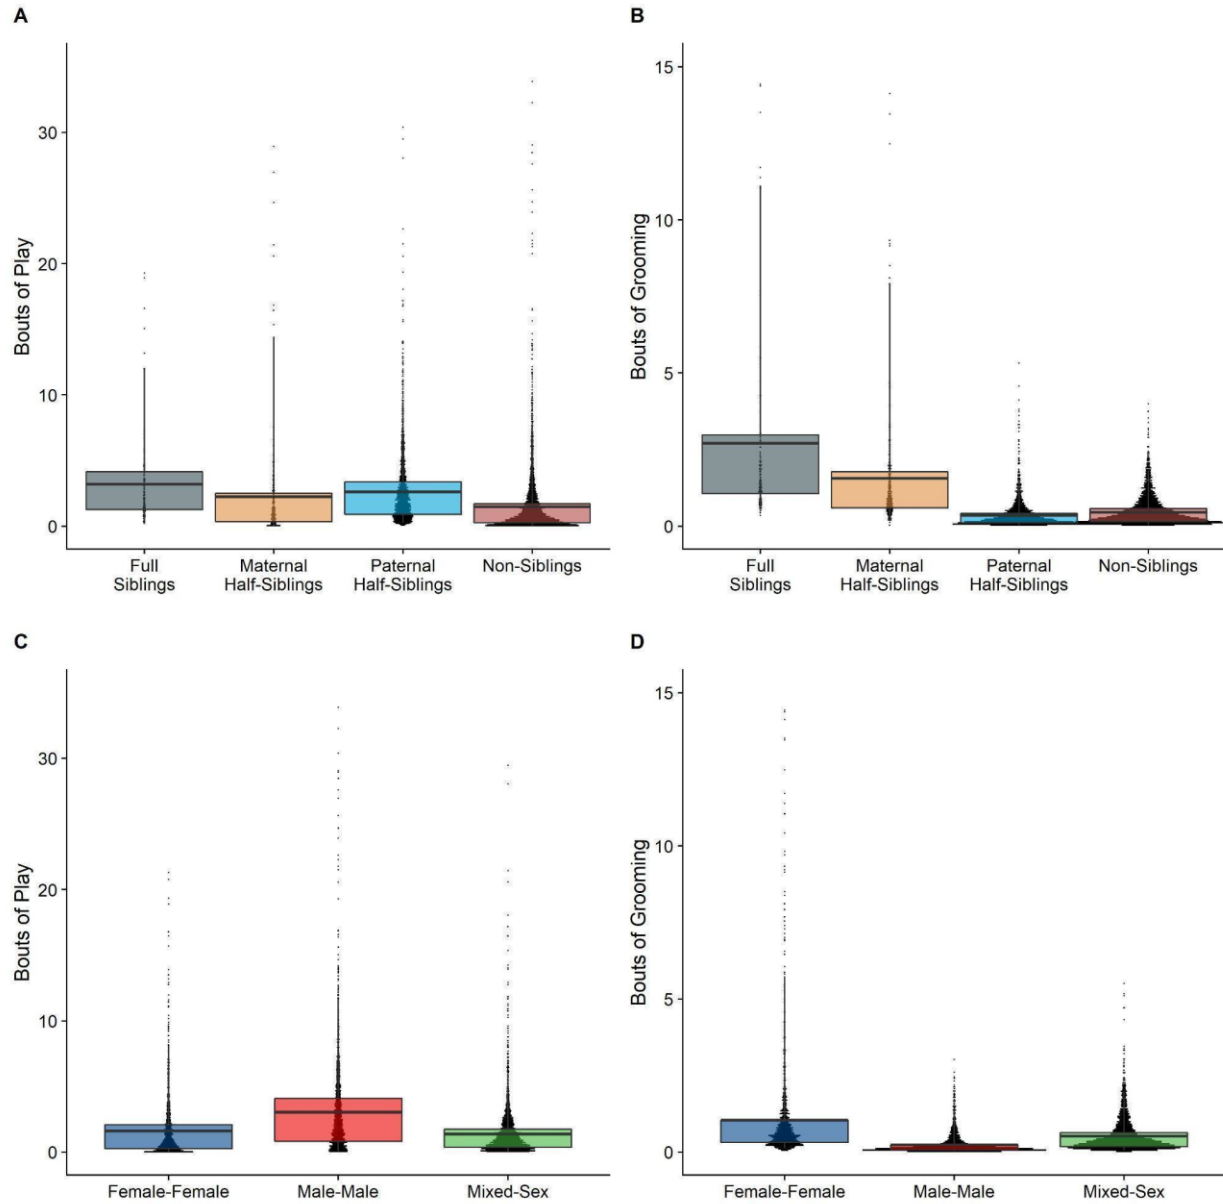 A
Bouts of Play
30
20
10
0
Full
Siblings
Maternal
Half-Siblings
Paternal
Half-Siblings
Non-Siblings
B
Bouts of Grooming
15
10
5
0
Full
Siblings
Maternal
Half-Siblings
Paternal
Half-Siblings
Non-Siblings
C
Bouts of Play
30
20
10
0
Female-Female
Male-Male
Mixed-Sex
D
Bouts of Grooming
15
10
5
0
Female-Female
Male-Male
Mixed-Sex